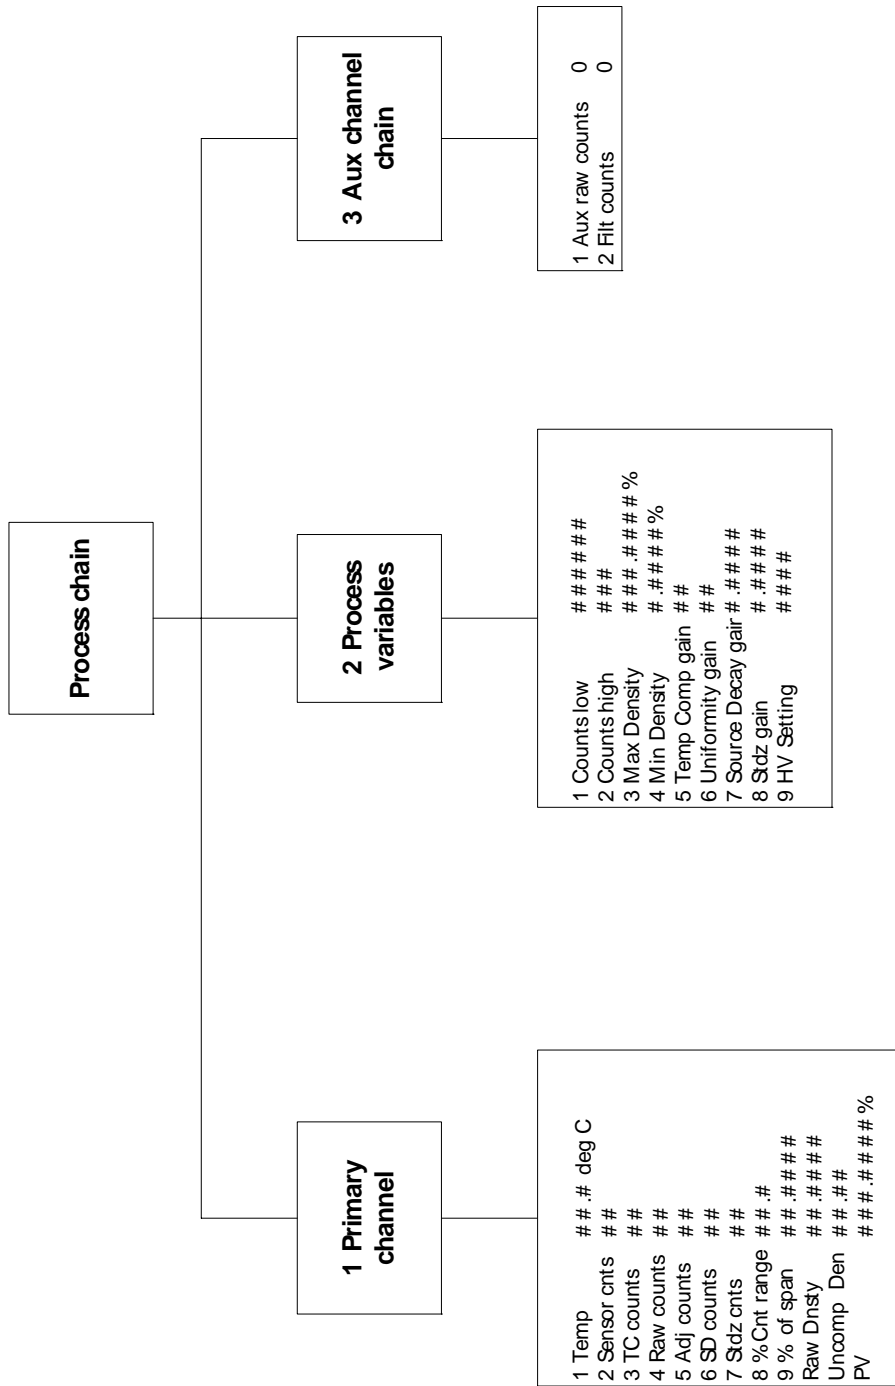 Process chain
1 Primary
channel
1 Temp ##.# deg C
2 Sensor cnts ##
3 TC counts ##
4 Raw counts ##
5 Adj counts ##
6 SD counts ##
7 Stdz cnts ##
8 %Cnt range ##.#
9 % of span ##.####
Raw Dnsty ##.####
Uncomp Den ##.##
PV ###.####%
2 Process
variables
1 Counts low ######
2 Counts high ###
3 Max Density ###.####%
4 Min Density #.####%
5 Temp Comp gain ##
6 Uniformity gain ##
7 Source Decay gair #.####
8 Stdz gain #.####
9 HV Setting ####
3 Aux channel
chain
1 Aux raw counts 0
2 Filt counts 0